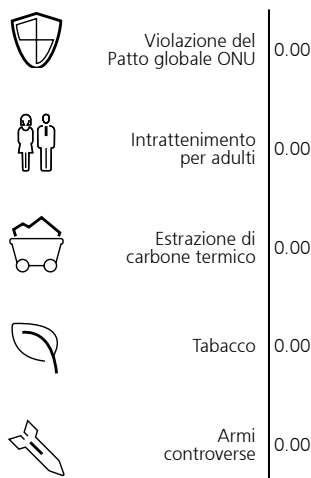 Violazione del
Patto globale ONU
0.00
Intrattenimento
per adulti
0.00
Estrazione di
carbone termico
0.00
Tabacco
0.00
Armi
controverse
0.00